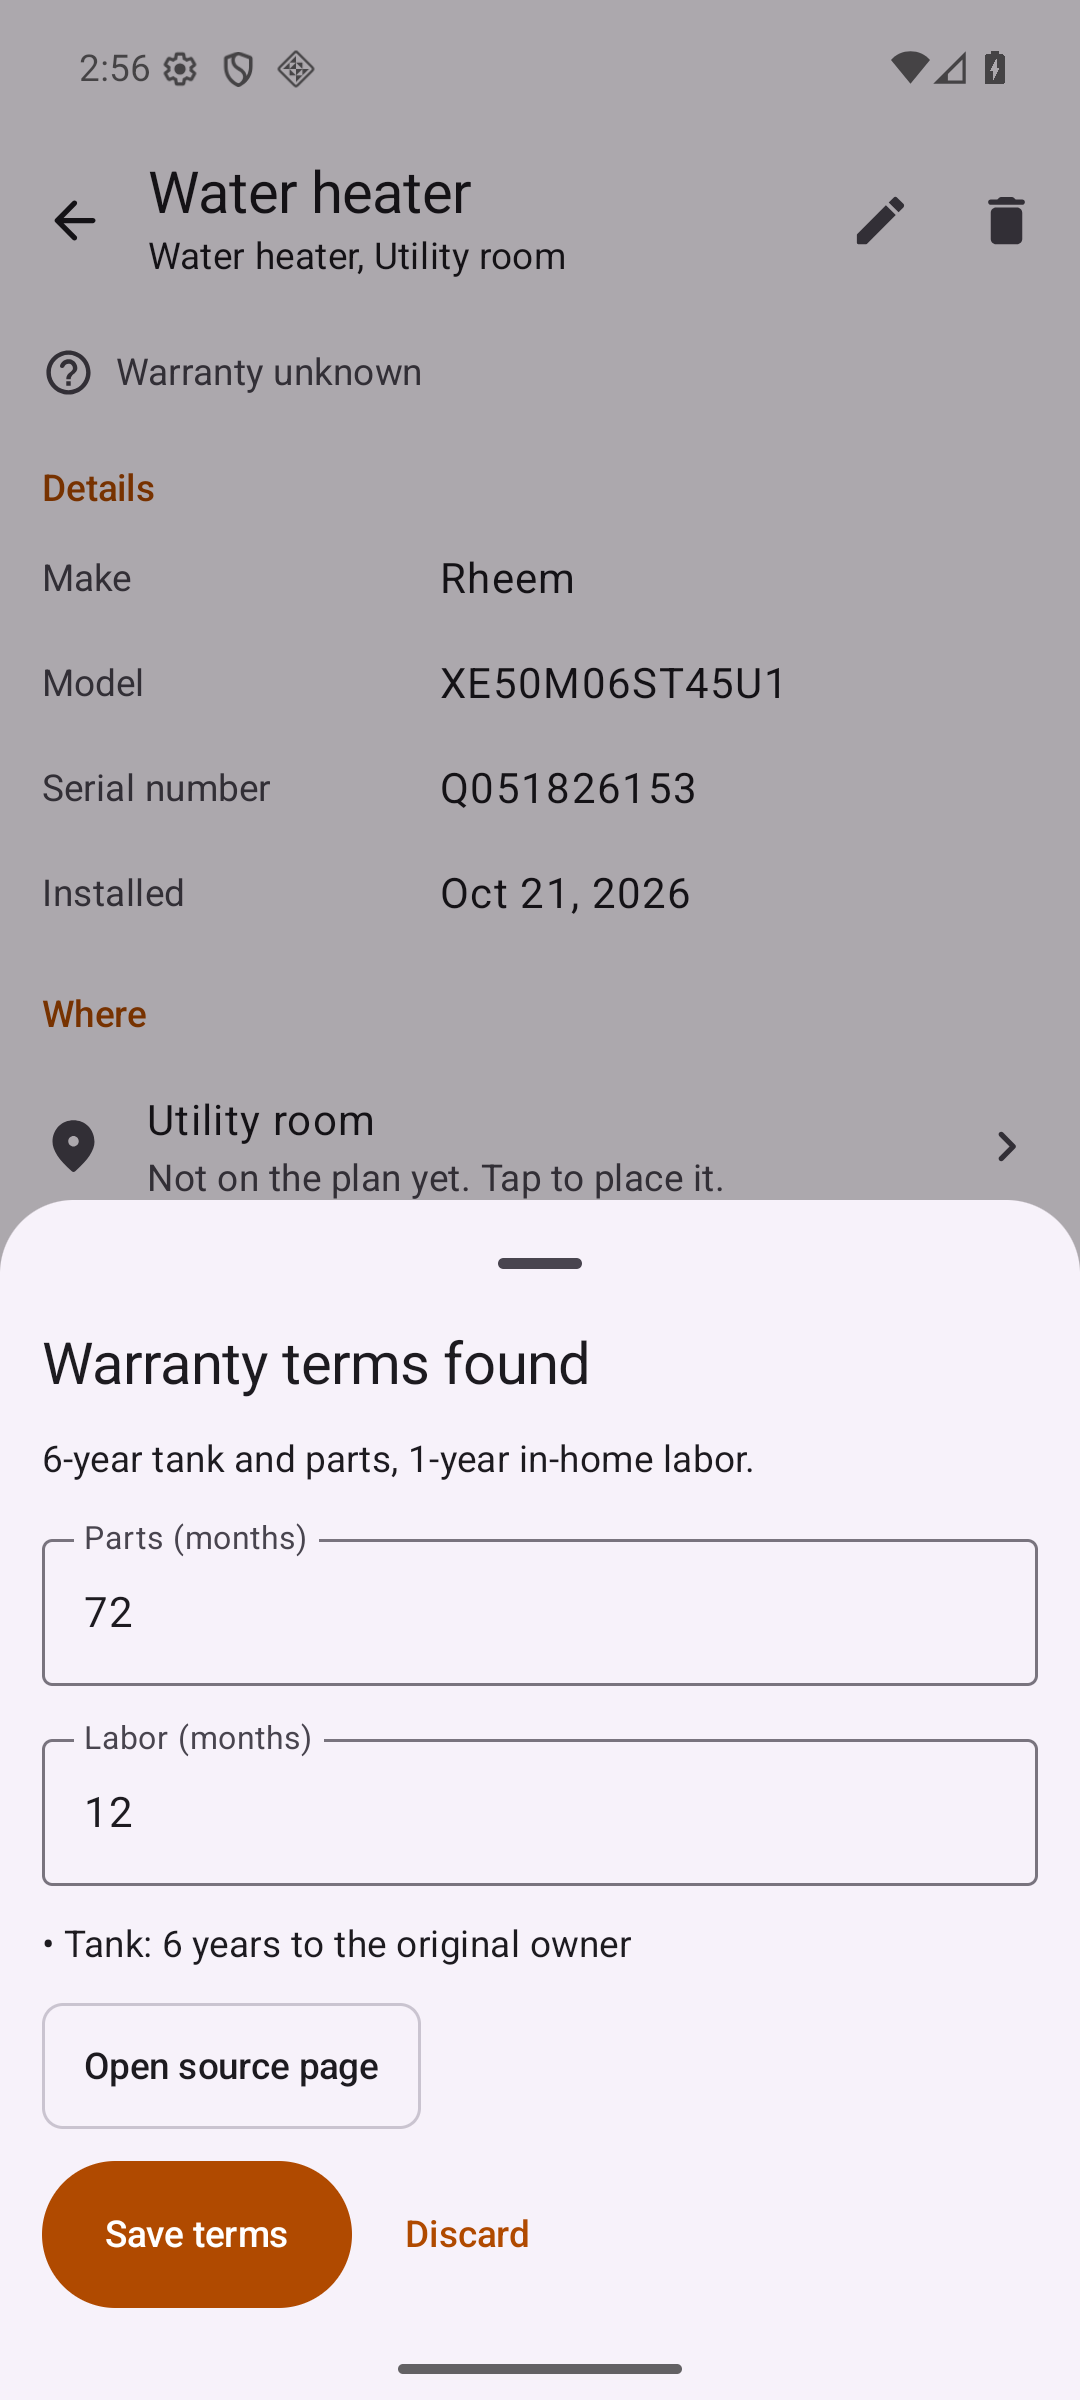 2:56
Water heater
Water heater, Utility room
Warranty unknown
Details
Make
Rheem
Model
XE50M06ST45U1
Serial number
Q051826153
Installed
Oct 21, 2026
Where
Utility room
Not on the plan yet. Tap to place it.
Warranty terms found
6-year tank and parts, 1-year in-home labor.
Parts (months)
72
Labor (months)
12
• Tank: 6 years to the original owner
Open source page
Save terms
Discard